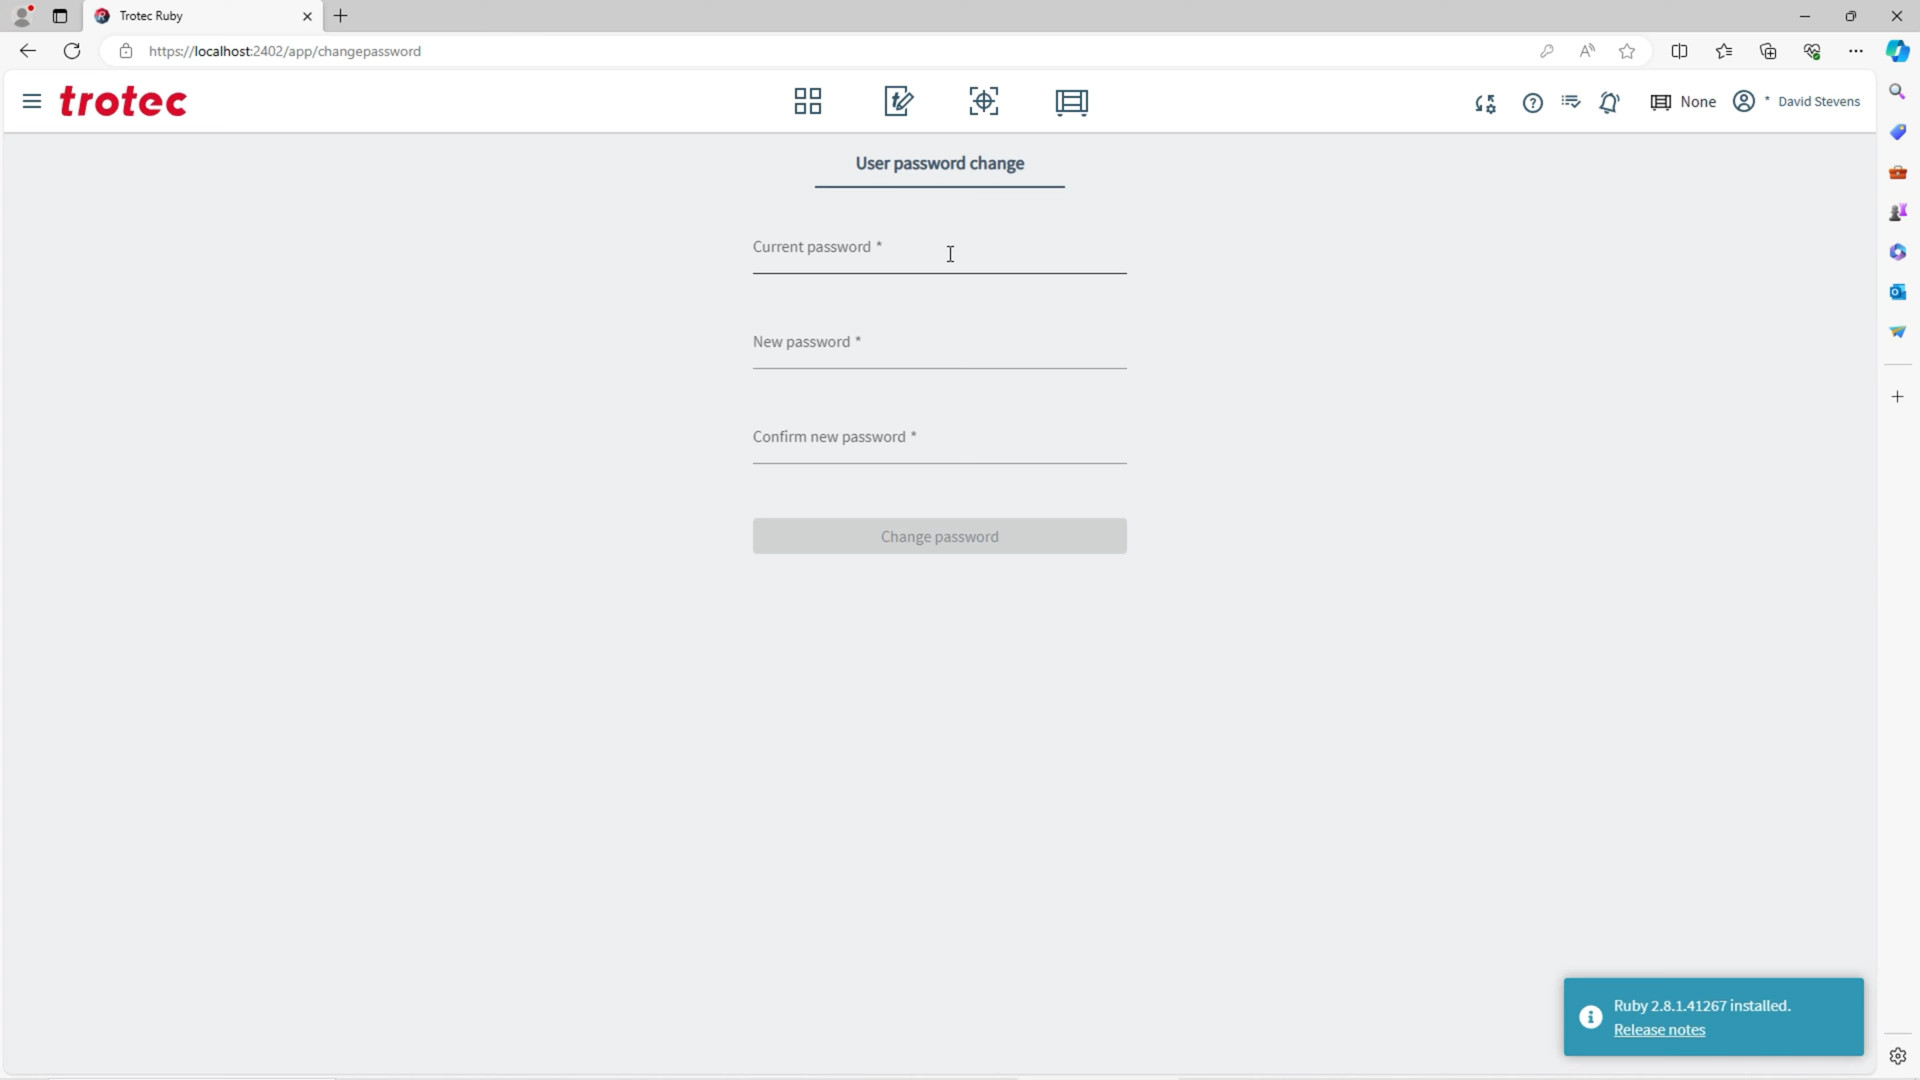 Trotec Ruby
https://localhost:2402/app/changepassword
trotec
None
* David Stevens
User password change
Current password *
New password *
Confirm new password *
Change password
Ruby 2.8.1.41267 installed.
Release notes